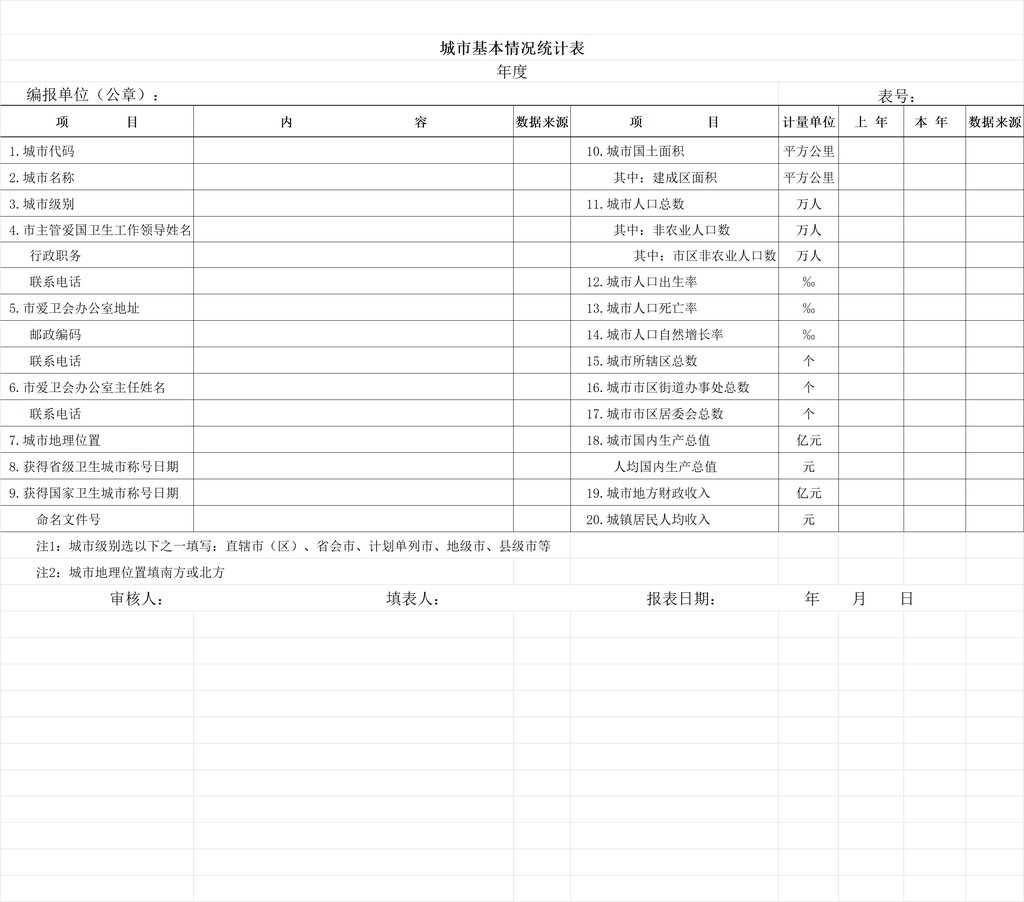 城市基本情况统计表
年度
编报单位（公章）： 表号：
项 目 内 容 数据来源 项 目 计量单位 上 年 本 年 数据来源
1.城市代码 10.城市国土面积 平方公里
2.城市名称 其中：建成区面积 平方公里
3.城市级别 11.城市人口总数 万人
4.市主管爱国卫生工作领导姓名 其中：非农业人口数 万人
行政职务 其中：市区非农业人口数 万人
联系电话 12.城市人口出生率 ‰
5.市爱卫会办公室地址 13.城市人口死亡率 ‰
邮政编码 14.城市人口自然增长率 ‰
联系电话 15.城市所辖区总数 个
6.市爱卫会办公室主任姓名 16.城市市区街道办事处总数 个
联系电话 17.城市市区居委会总数 个
7.城市地理位置 18.城市国内生产总值 亿元
8.获得省级卫生城市称号日期 人均国内生产总值 元
9.获得国家卫生城市称号日期 19.城市地方财政收入 亿元
命名文件号 20.城镇居民人均收入 元
注1：城市级别选以下之一填写：直辖市（区）、省会市、计划单列市、地级市、县级市等
注2：城市地理位置填南方或北方
审核人： 填表人： 报表日期： 年 月 日